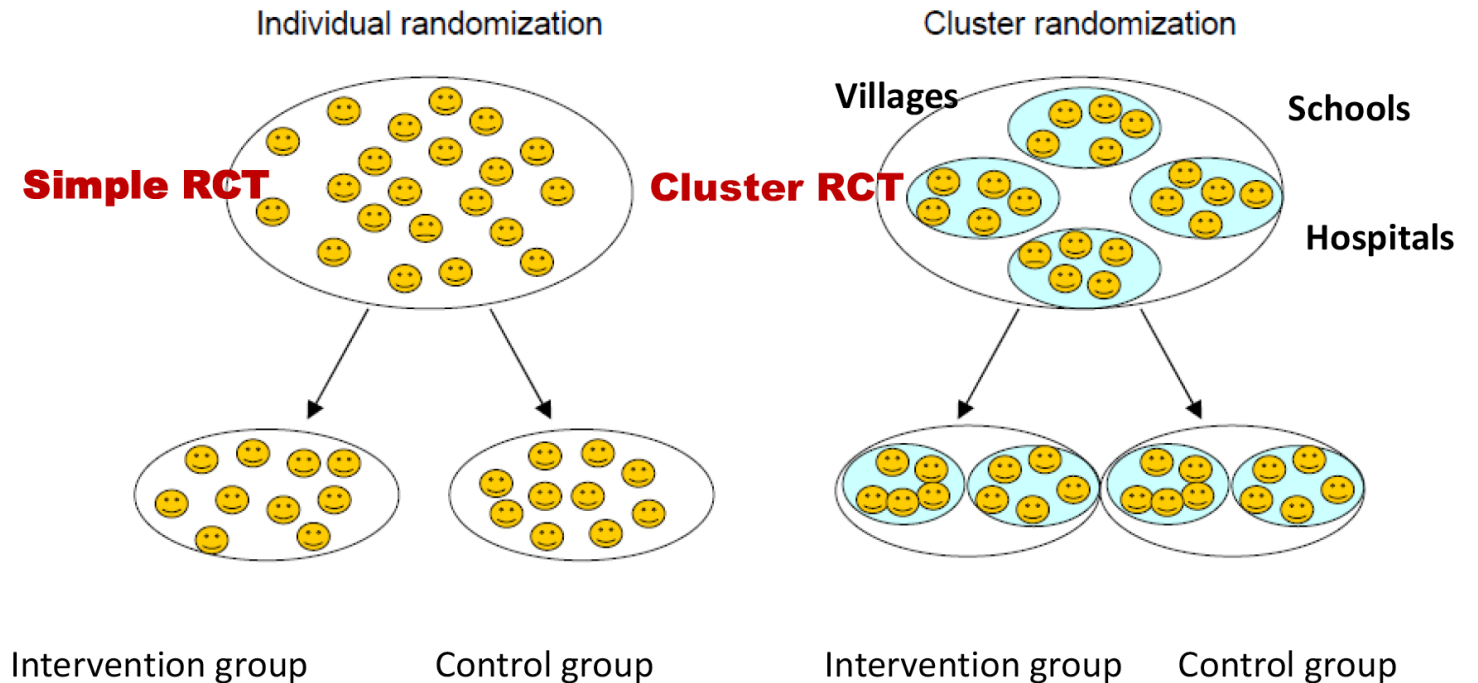 Individual randomization
Cluster randomization
Villages
Schools
Simple RCT
Cluster RCT
Hospitals
Intervention group
Control group
Intervention group
Control group